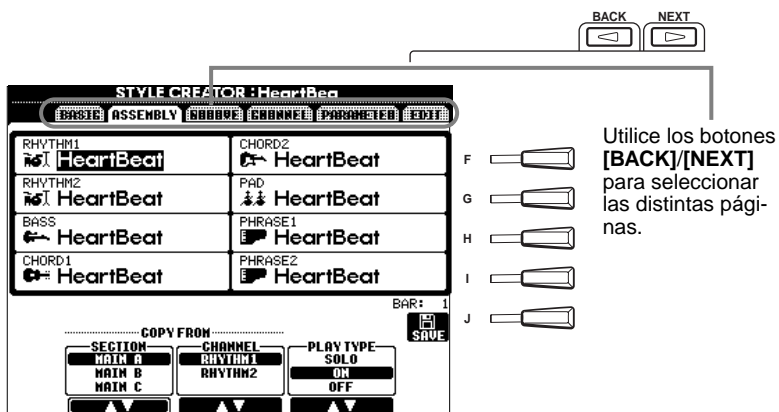 BACK NEXT
STYLE CREATOR : HeartBea
BASIC ASSEMBLY GROOVE CHANNEL PARAMETER EDIT
RHYTHM1
HeartBeat
CHORD2
HeartBeat
RHYTHM2
HeartBeat
PAD
HeartBeat
BASS
HeartBeat
PHRASE1
HeartBeat
CHORD1
HeartBeat
PHRASE2
HeartBeat
BAR: 1
SAVE
COPY FROM
SECTION
MAIN A
MAIN B
MAIN C
CHANNEL
RHYTHM1
RHYTHM2
PLAY TYPE
SOLO
ON
OFF
F
G
H
I
J
Utilice los botones
[BACK]/[NEXT]
para seleccionar
las distintas pági-
nas.